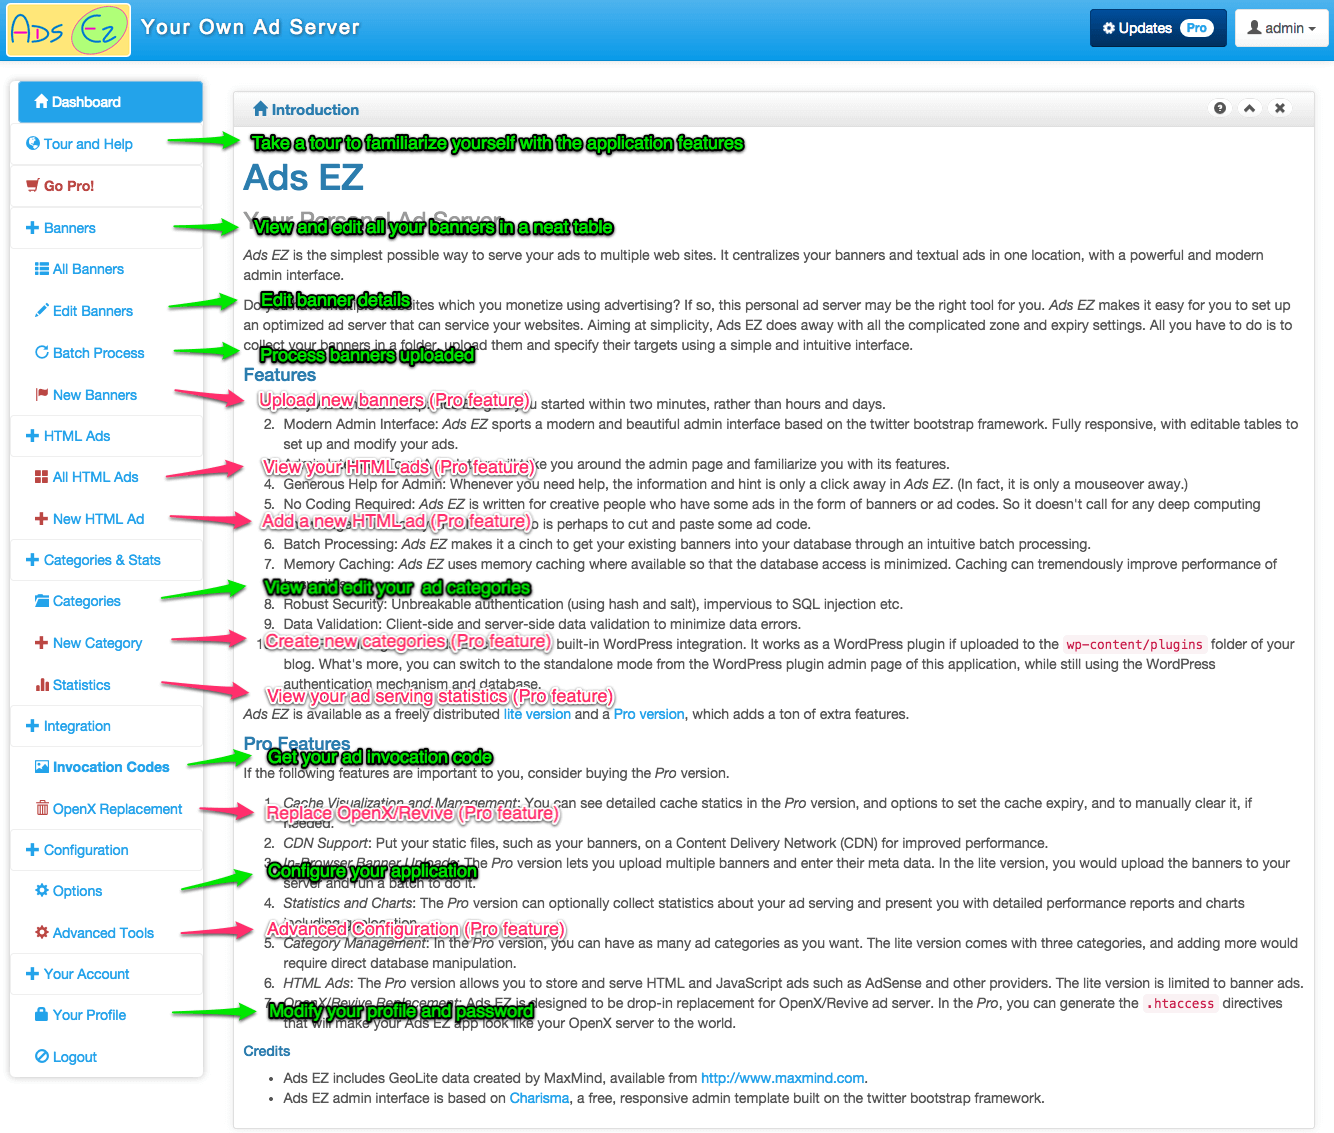 Ads Ez
Your Own Ad Server
Updates Pro
admin
Dashboard
Tour and Help
Go Pro!
Banners
All Banners
Edit Banners
Batch Process
New Banners
HTML Ads
All HTML Ads
New HTML Ad
Categories & Stats
Categories
New Category
Statistics
Integration
Invocation Codes
OpenX Replacement
Configuration
Options
Advanced Tools
Your Account
Your Profile
Logout
Introduction
Take a tour to familiarize yourself with the application features
Ads EZ
Your Personal Ad Server
View and edit all your banners in a neat table
Ads EZ is the simplest possible way to serve your ads to multiple web sites. It centralizes your banners and textual ads in one location, with a powerful and modern
admin interface.
Edit banner details
Do you have multiple websites which you monetize using advertising? If so, this personal ad server may be the right tool for you. Ads EZ makes it easy for you to set up
an optimized ad server that can service your websites. Aiming at simplicity, Ads EZ does away with all the complicated zone and expiry settings. All you have to do is to
collect your banners in a folder, upload them and specify their targets using a simple and intuitive interface.
Process banners uploaded
Features
Upload new banners (Pro feature)
you started within two minutes, rather than hours and days.
2. Modern Admin Interface: Ads EZ sports a modern and beautiful admin interface based on the twitter bootstrap framework. Fully responsive, with editable tables to
set up and modify your ads.
View your HTML ads (Pro feature)
take you around the admin page and familiarize you with its features.
4. Generous Help for Admin: Whenever you need help, the information and hint is only a click away in Ads EZ. (In fact, it is only a mouseover away.)
5. No Coding Required: Ads EZ is written for creative people who have some ads in the form of banners or ad codes. So it doesn't call for any deep computing
Add a new HTML ad (Pro feature)
is perhaps to cut and paste some ad code.
6. Batch Processing: Ads EZ makes it a cinch to get your existing banners into your database through an intuitive batch processing.
7. Memory Caching: Ads EZ uses memory caching where available so that the database access is minimized. Caching can tremendously improve performance of
View and edit your ad categories
8. Robust Security: Unbreakable authentication (using hash and salt), impervious to SQL injection etc.
9. Data Validation: Client-side and server-side data validation to minimize data errors.
Create new categories (Pro feature)
built-in WordPress integration. It works as a WordPress plugin if uploaded to the wp-content/plugins folder of your
blog. What's more, you can switch to the standalone mode from the WordPress plugin admin page of this application, while still using the WordPress
authentication mechanism and database.
View your ad serving statistics (Pro feature)
Ads EZ is available as a freely distributed lite version and a Pro version, which adds a ton of extra features.
Pro Features
Get your ad invocation code
If the following features are important to you, consider buying the Pro version.
1. Cache Visualization and Management: You can see detailed cache statics in the Pro version, and options to set the cache expiry, and to manually clear it, if
needed.
Replace OpenX/Revive (Pro feature)
2. CDN Support: Put your static files, such as your banners, on a Content Delivery Network (CDN) for improved performance.
3. In-Browser Banner Uploads: The Pro version lets you upload multiple banners and enter their meta data. In the lite version, you would upload the banners to your
server and run a batch to do it.
Configure your application
4. Statistics and Charts: The Pro version can optionally collect statistics about your ad serving and present you with detailed performance reports and charts
including geolocation.
Advanced Configuration (Pro feature)
5. Category Management: In the Pro version, you can have as many ad categories as you want. The lite version comes with three categories, and adding more would
require direct database manipulation.
6. HTML Ads: The Pro version allows you to store and serve HTML and JavaScript ads such as AdSense and other providers. The lite version is limited to banner ads.
7. OpenX/Revive Replacement: Ads EZ is designed to be drop-in replacement for OpenX/Revive ad server. In the Pro, you can generate the .htaccess directives
Modify your profile and password
that will make your Ads EZ app look like your OpenX server to the world.
Credits
• Ads EZ includes GeoLite data created by MaxMind, available from http://www.maxmind.com.
• Ads EZ admin interface is based on Charisma, a free, responsive admin template built on the twitter bootstrap framework.